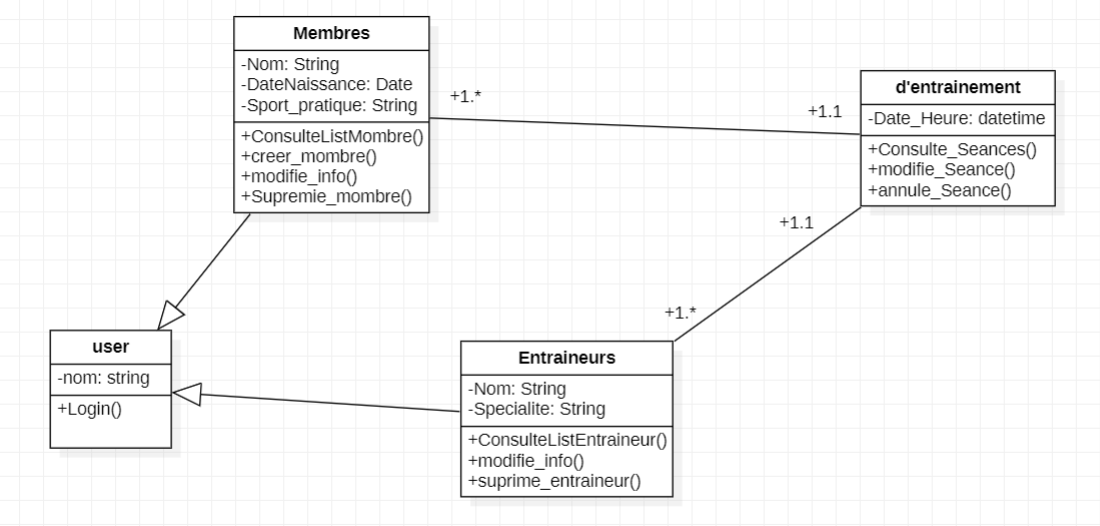 Membres
-Nom: String
-DateNaissance: Date
-Sport_pratique: String
+ConsulteListMombre()
+creer_mombre()
+modifie_info()
+Supremie_mombre()
+1.*
+1.1
d'entrainement
-Date_Heure: datetime
+Consulte_Seances()
+modifie_Seance()
+annule_Seance()
+1.1
+1.*
user
-nom: string
+Login()
Entraineurs
-Nom: String
-Specialite: String
+ConsulteListEntraineur()
+modifie_info()
+suprime_entraineur()